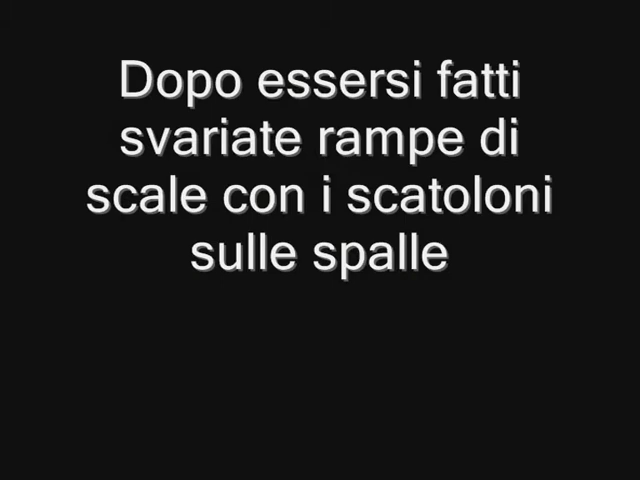 Dopo essersi fatti
svariate rampe di
scale con i scatoloni
sulle spalle